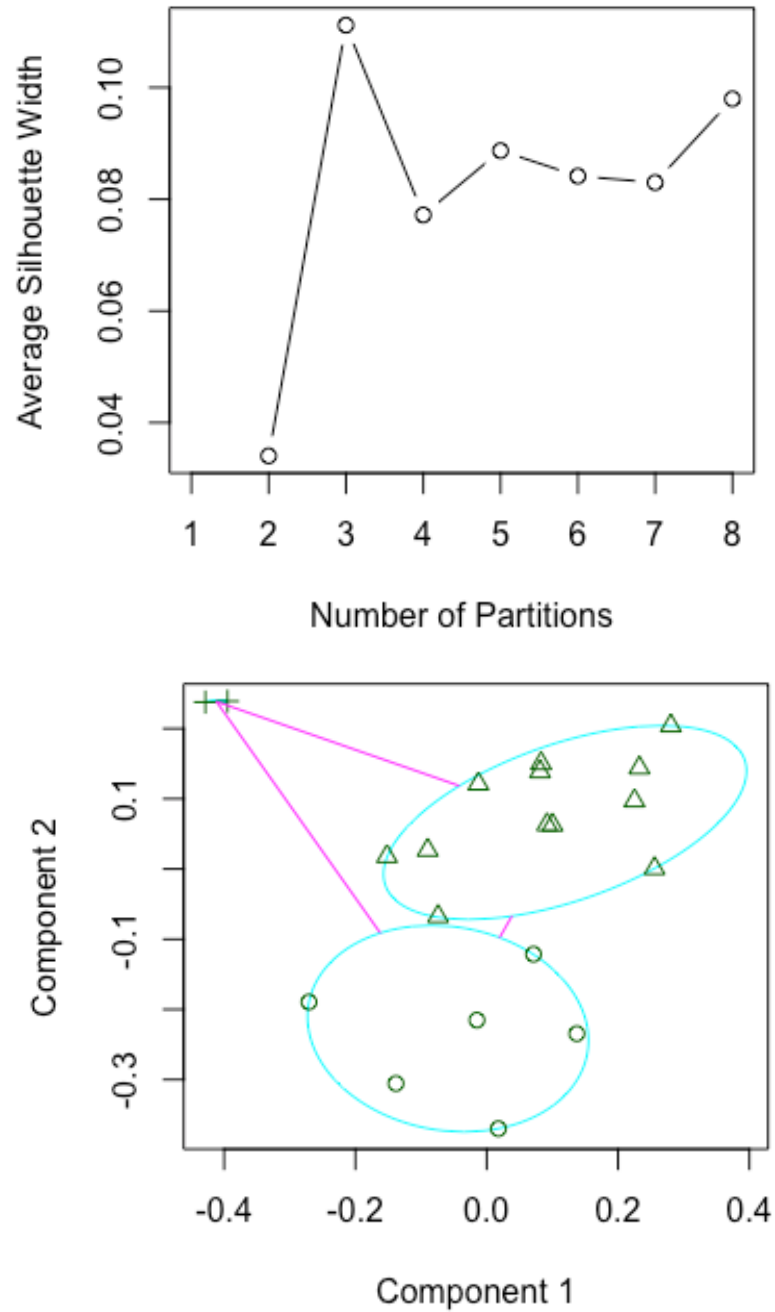 Average Silhouette Width
0.10
0.08
0.06
0.04
1 2 3 4 5 6 7 8
Number of Partitions
Component 2
0.1
-0.1
-0.3
-0.4 -0.2 0.0 0.2 0.4
Component 1